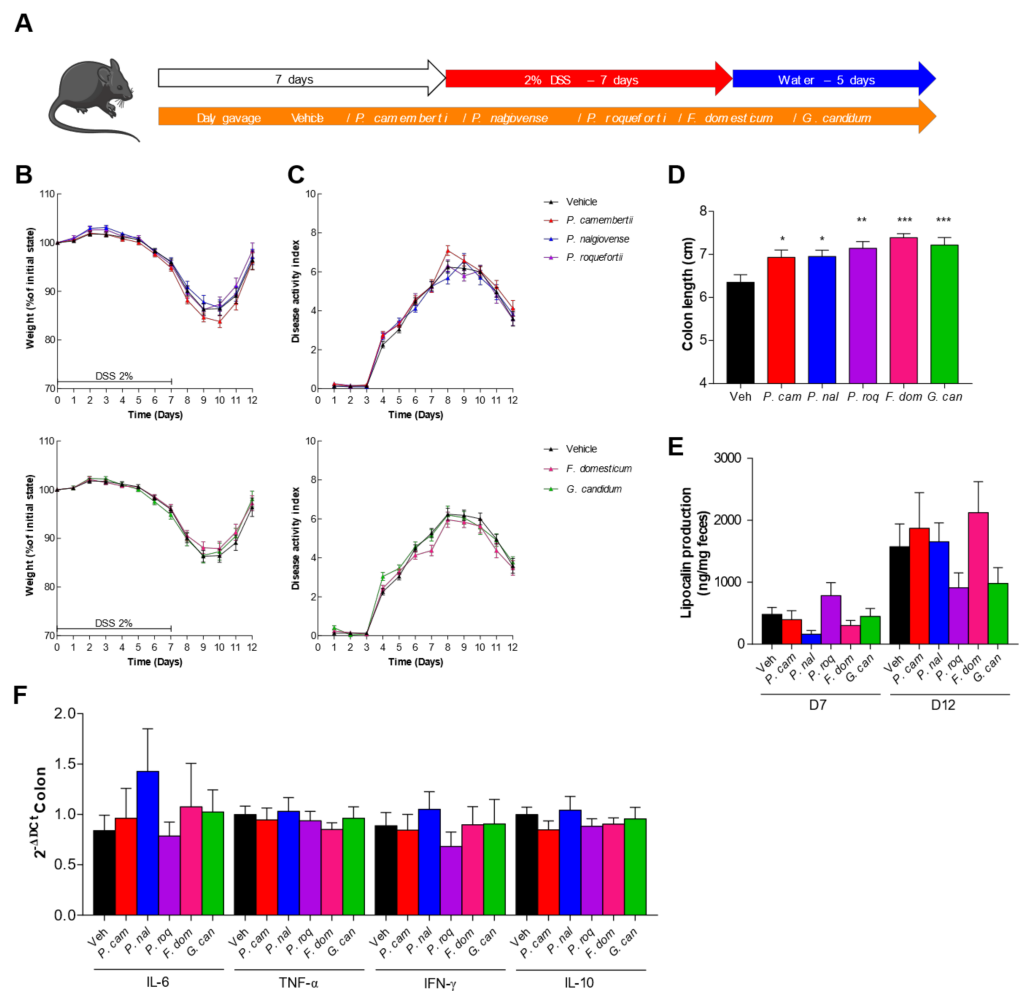 A
7 days
2% DSS – 7 days
Water – 5 days
Daly gavage Vehicle / P. camemberti / P. nalgiovense / P. roqueforti / F. domesticum / G. candidum
B
Weight (%of initial state)
110
100
90
80
70
DSS 2%
0 1 2 3 4 5 6 7 8 9 10 11 12
Time (Days)
C
Disease activity index
8
6
4
2
0
0 1 2 3 4 5 6 7 8 9 10 11 12
Time (Days)
Vehicle
P. camembertii
P. nalgiovense
P. roquefortii
D
Colon length (cm)
8
7
6
5
4
* * ** *** ***
Veh P. cam P. nal P. roq F. dom G. can
Weight (%of initial state)
110
100
90
80
70
DSS 2%
0 1 2 3 4 5 6 7 8 9 10 11 12
Time (Days)
Disease activity index
8
6
4
2
0
0 1 2 3 4 5 6 7 8 9 10 11 12
Time (Days)
Vehicle
F. domesticum
G. candidum
E
Lipocalin production
(ng/mg feces)
3000
2000
1000
0
Veh P. cam P. nal P. roq F. dom G. can Veh P. cam P. nal P. roq F. dom G. can
D7 D12
F
2-ΔDCt Colon
2.0
1.5
1.0
0.5
0.0
Veh P. cam P. nal P. roq F. dom G. can Veh P. cam P. nal P. roq F. dom G. can Veh P. cam P. nal P. roq F. dom G. can Veh P. cam P. nal P. roq F. dom G. can
IL-6 TNF-α IFN-γ IL-10